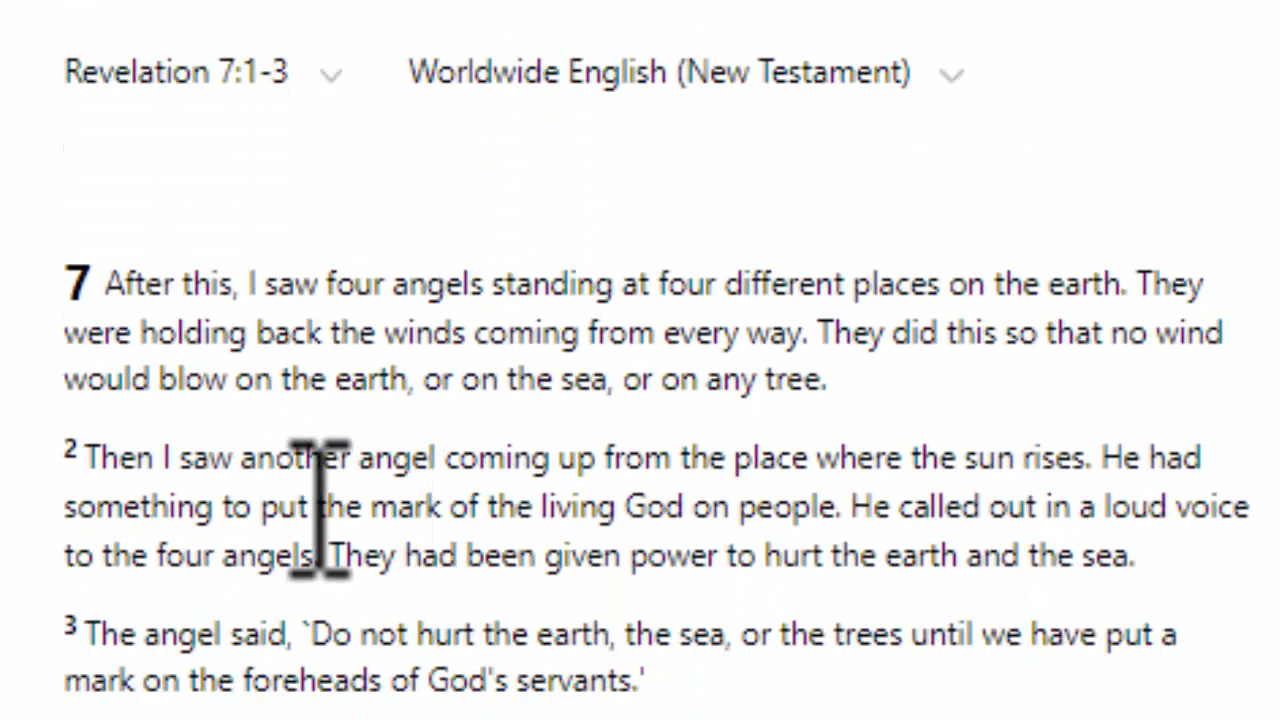 Revelation 7:1-3 Worldwide English (New Testament)
7 After this, I saw four angels standing at four different places on the earth. They
were holding back the winds coming from every way. They did this so that no wind
would blow on the earth, or on the sea, or on any tree.
2 Then I saw another angel coming up from the place where the sun rises. He had
something to put the mark of the living God on people. He called out in a loud voice
to the four angels. They had been given power to hurt the earth and the sea.
3 The angel said, `Do not hurt the earth, the sea, or the trees until we have put a
mark on the foreheads of God's servants.'